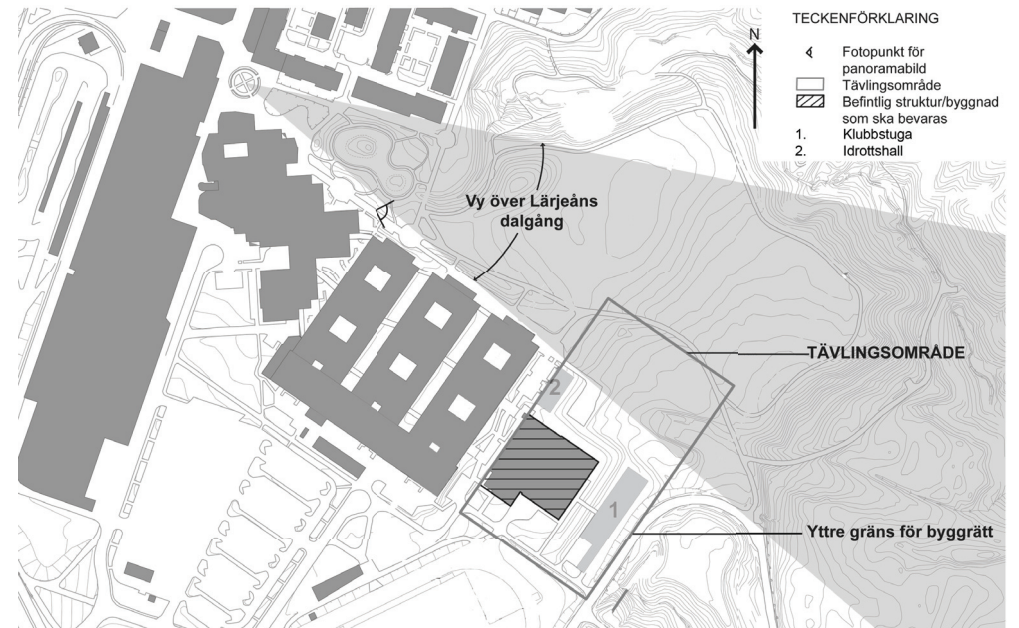 TECKENFÖRKLARING
N
Fotopunkt för
panoramabild
Tävlingsområde
Befintlig struktur/byggnad
som ska bevaras
1. Klubbstuga
2. Idrottshall
Vy över Lärjeåns
dalgång
TÄVLINGSOMRÅDE
2
1
Yttre gräns för byggrätt